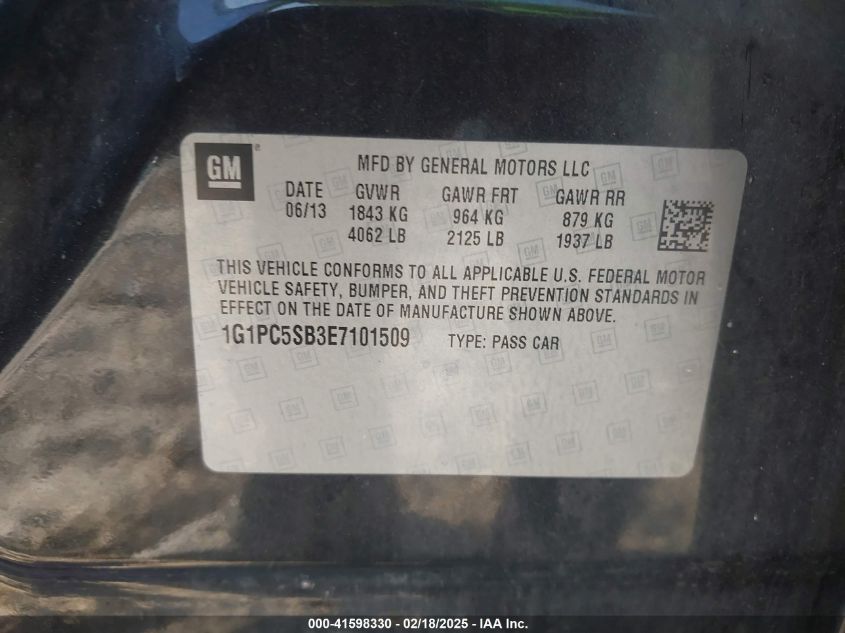 GM
MFD BY GENERAL MOTORS LLC
DATE GVWR GAWR FRT GAWR RR
06/13 1843 KG 964 KG 879 KG
4062 LB 2125 LB 1937 LB
THIS VEHICLE CONFORMS TO ALL APPLICABLE U.S. FEDERAL MOTOR
VEHICLE SAFETY, BUMPER, AND THEFT PREVENTION STANDARDS IN
EFFECT ON THE DATE OF MANUFACTURE SHOWN ABOVE.
1G1PC5SB3E7101509 TYPE: PASS CAR
000-41598330 - 02/18/2025 - IAA Inc.